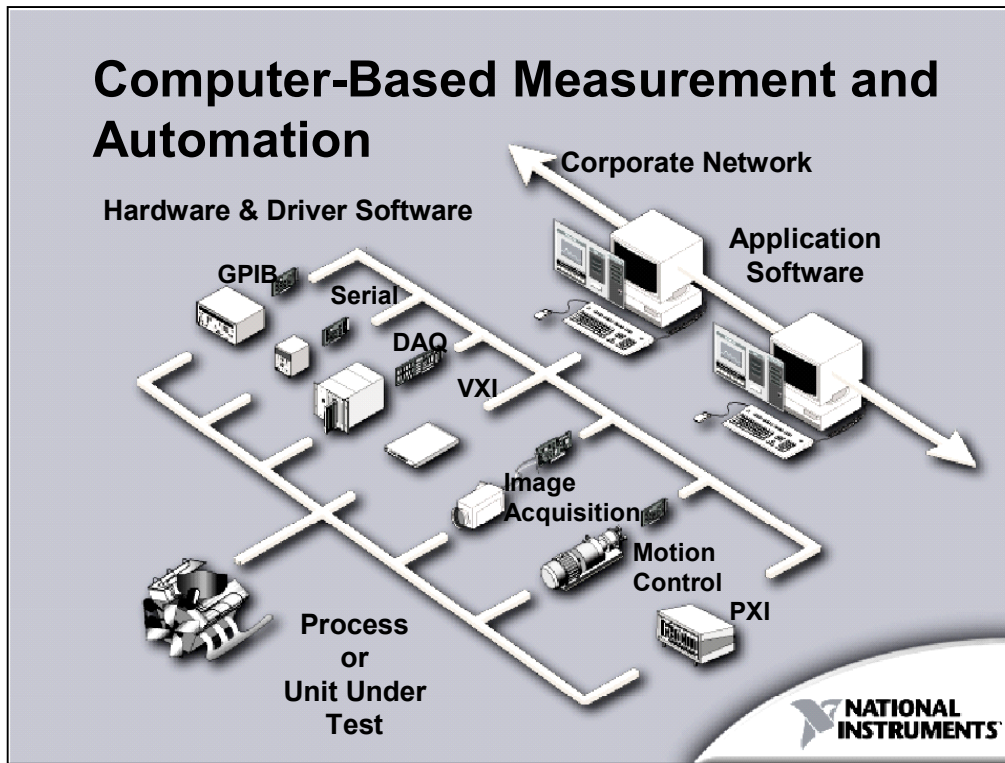 Computer-Based Measurement and
Automation
Corporate Network
Hardware & Driver Software
Application
Software
GPIB
Serial
DAQ
VXI
Image
Acquisition
Motion
Control
PXI
Process
or
Unit Under
Test
NATIONAL
INSTRUMENTS